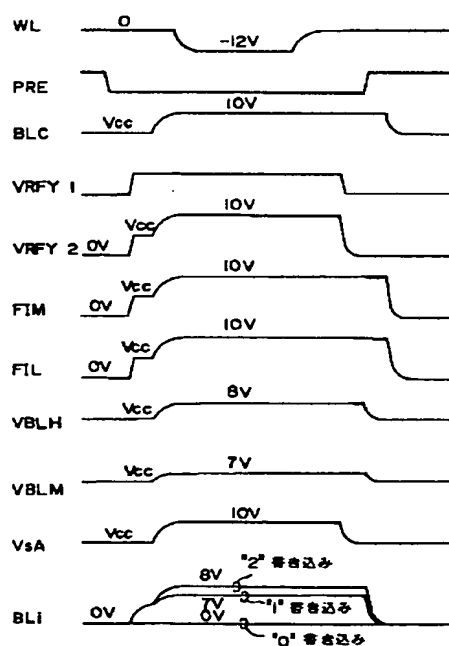 WL 0 -12V
PRE
BLC Vcc 10V
VRFY 1
VRFY 2 0V Vcc 10V
FIM 0V Vcc 10V
FIL 0V Vcc 10V
VBLH Vcc 8V
VBLM Vcc 7V
VsA Vcc 10V
BLi 0V 8V 7V 0V
"2" 書き込み
"1" 書き込み
"0" 書き込み